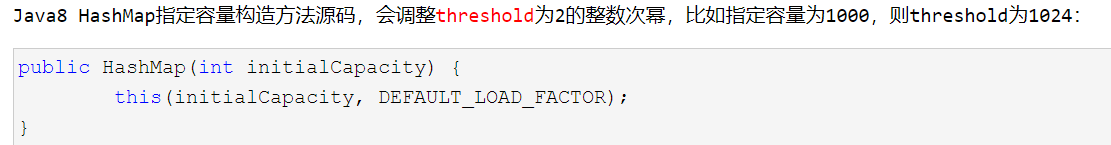 Java8 HashMap指定容量构造方法源码，会调整threshold为2的整数次幂，比如指定容量为1000，则threshold为1024：
public HashMap(int initialCapacity) {
        this(initialCapacity, DEFAULT_LOAD_FACTOR);
}